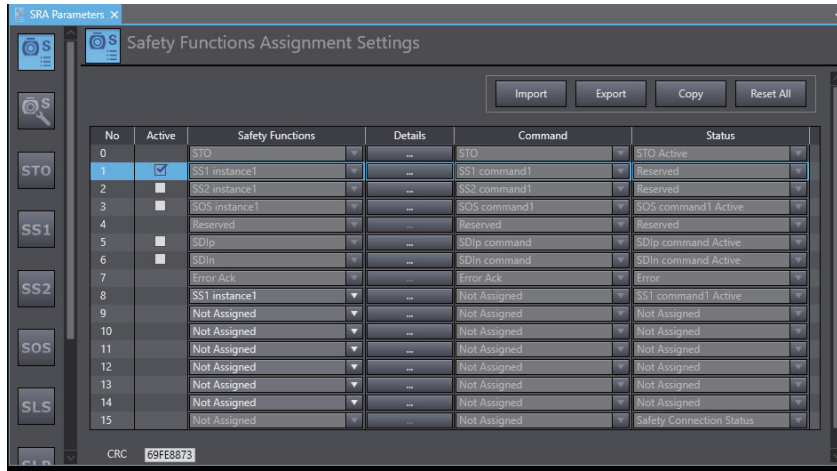 SRA Parameters
S
S Safety Functions Assignment Settings
S
Import Export Copy Reset All
No Active Safety Functions Details Command Status
0 STO ... STO STO Active
1 SS1 instance1 ... SS1 command1 Reserved
2 SS2 instance1 ... SS2 command1 Reserved
3 SOS instance1 ... SOS command1 SOS command1 Active
4 Reserved ... Reserved Reserved
5 SDIp ... SDIp command SDIp command Active
6 SDIn ... SDIn command SDIn command Active
7 Error Ack ... Error Ack Error
8 SS1 instance1 ... Not Assigned SS1 command1 Active
9 Not Assigned ... Not Assigned Not Assigned
10 Not Assigned ... Not Assigned Not Assigned
11 Not Assigned ... Not Assigned Not Assigned
12 Not Assigned ... Not Assigned Not Assigned
13 Not Assigned ... Not Assigned Not Assigned
14 Not Assigned ... Not Assigned Not Assigned
15 Not Assigned ... Not Assigned Safety Connection Status
STO
SS1
SS2
SOS
SLS
CRC 69FE8873